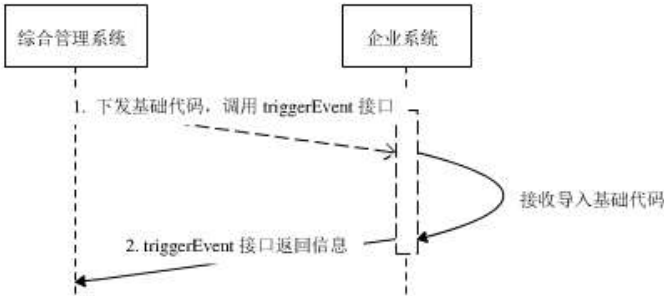 综合管理系统
企业系统
1. 下发基础代码，调用 triggerEvent 接口
接收导入基础代码
2. triggerEvent 接口返回信息